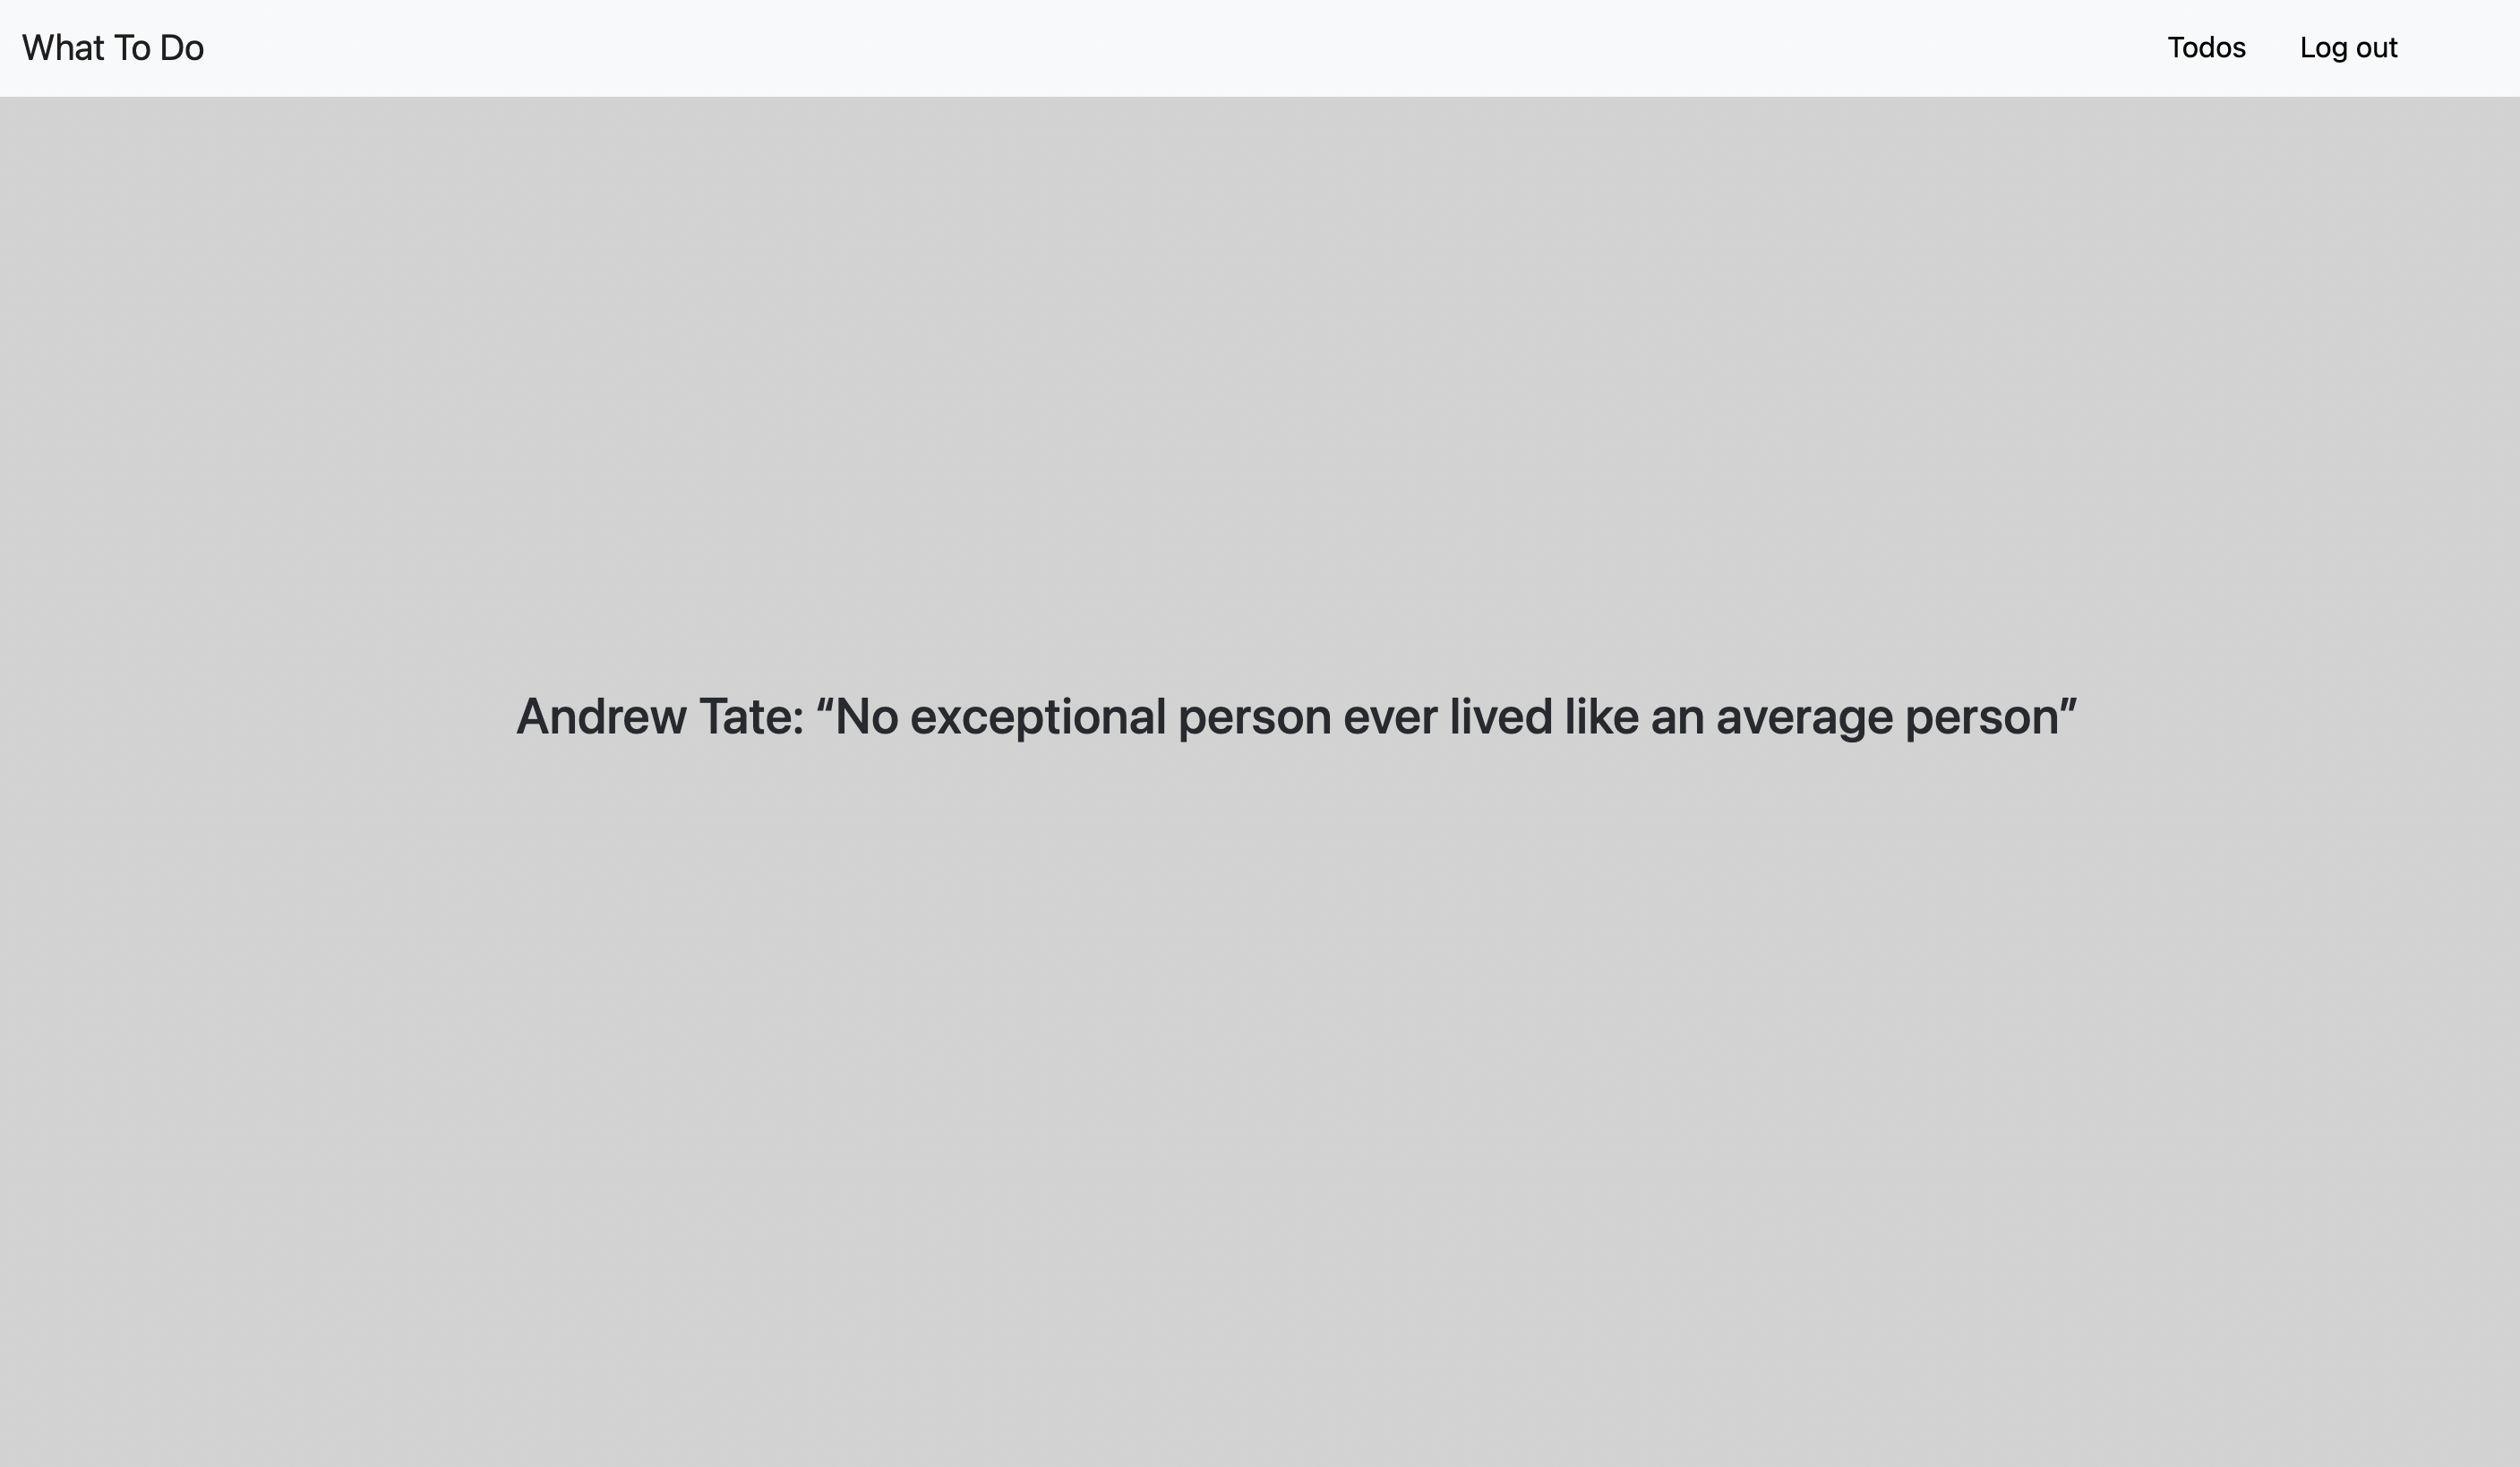 What To Do
Todos Log out
Andrew Tate: “No exceptional person ever lived like an average person”